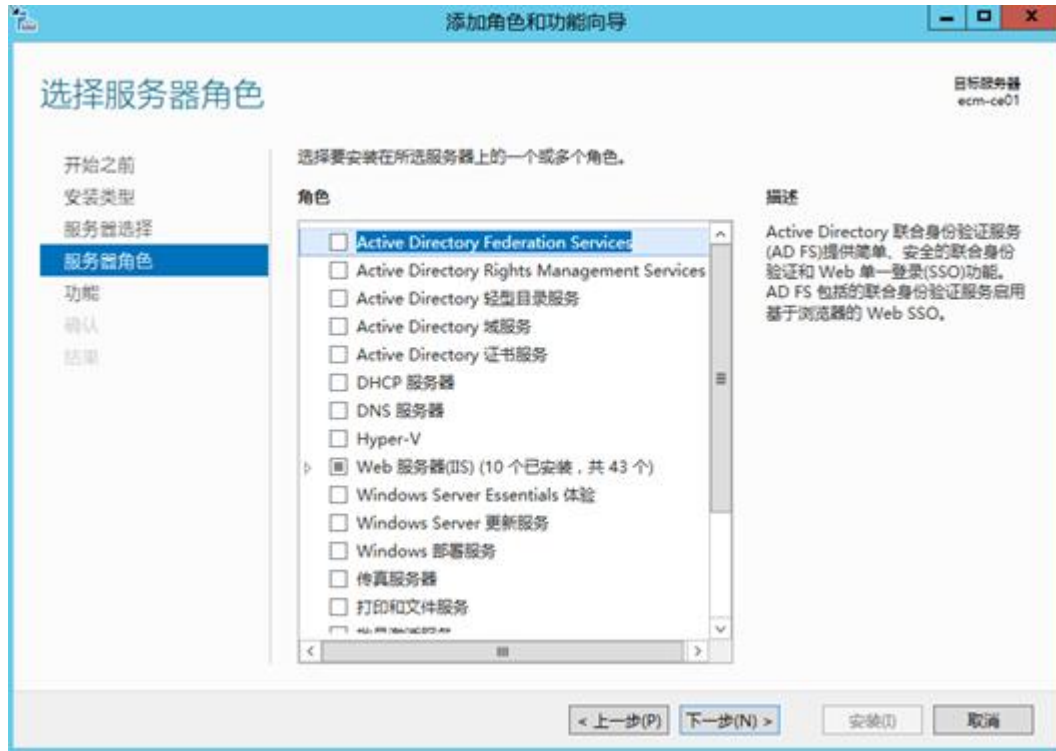 添加角色和功能向导
选择服务器角色
目标服务器
ecm-ce01
开始之前
安装类型
服务器选择
服务器角色
功能
确认
结果
选择要安装在所选服务器上的一个或多个角色。
角色
Active Directory Federation Services
Active Directory Rights Management Services
Active Directory 轻型目录服务
Active Directory 域服务
Active Directory 证书服务
DHCP 服务器
DNS 服务器
Hyper-V
Web 服务器(IIS) (10 个已安装，共 43 个)
Windows Server Essentials 体验
Windows Server 更新服务
Windows 部署服务
传真服务器
打印和文件服务
描述
Active Directory 联合身份验证服务
(AD FS)提供简单、安全的联合身份
验证和 Web 单一登录(SSO)功能。
AD FS 包括的联合身份验证服务启用
基于浏览器的 Web SSO。
< 上一步(P)
下一步(N) >
安装(I)
取消